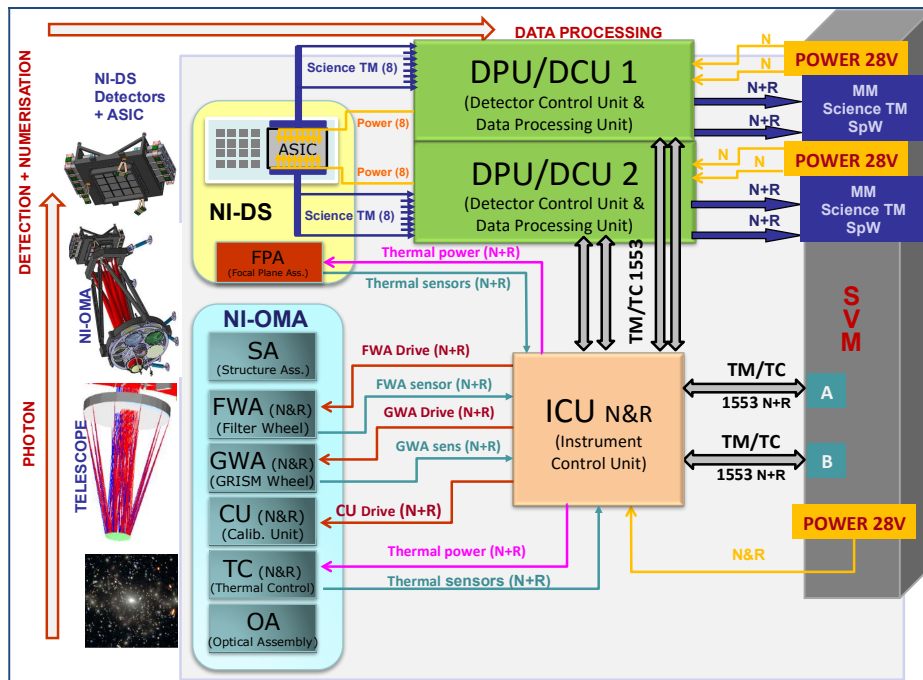 DATA PROCESSING
DETECTION + NUMERISATION
PHOTON
NI-DS
Detectors
+ ASIC
NI-OMA
TELESCOPE
Science TM (8)
Power (8)
ASIC
Power (8)
NI-DS
Science TM (8)
FPA
(Focal Plane Ass.)
DPU/DCU 1
(Detector Control Unit &
Data Processing Unit)
DPU/DCU 2
(Detector Control Unit &
Data Processing Unit)
N
N
N+R
N+R
N
N
N+R
N+R
POWER 28V
MM
Science TM
SpW
POWER 28V
MM
Science TM
SpW
SVM
Thermal power (N+R)
Thermal sensors (N+R)
TM/TC 1553
NI-OMA
SA
(Structure Ass.)
FWA (N&R)
(Filter Wheel)
GWA (N&R)
(GRISM Wheel)
CU (N&R)
(Calib. Unit)
TC (N&R)
(Thermal Control)
OA
(Optical Assembly)
FWA Drive (N+R)
FWA sensor (N+R)
GWA Drive (N+R)
GWA sens (N+R)
CU Drive (N+R)
Thermal power (N+R)
Thermal sensors (N+R)
ICU N&R
(Instrument
Control Unit)
TM/TC
1553 N+R
A
TM/TC
1553 N+R
B
POWER 28V
N&R